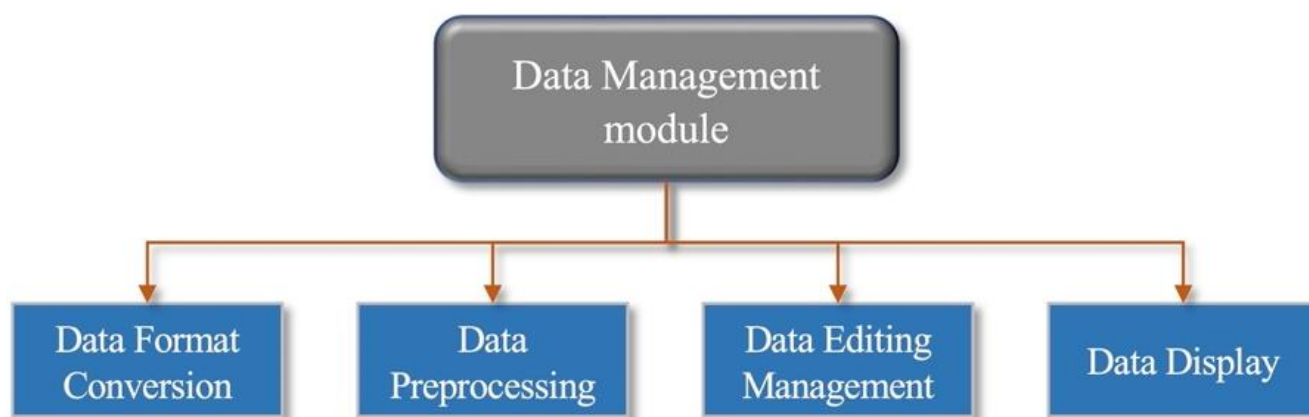 Data Management
module
Data Format
Conversion
Data
Preprocessing
Data Editing
Management
Data Display